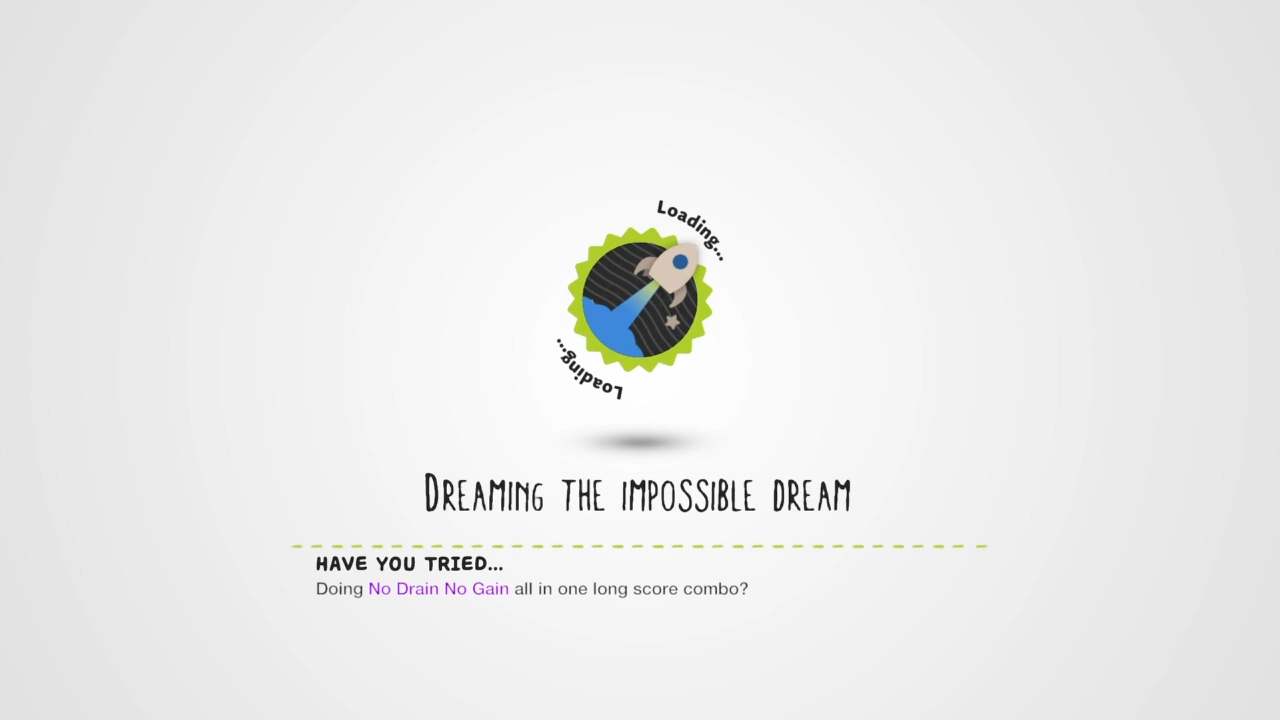 Loading...
Loading...
Dreaming the impossible dream
HAVE YOU TRIED...
Doing No Drain No Gain all in one long score combo?